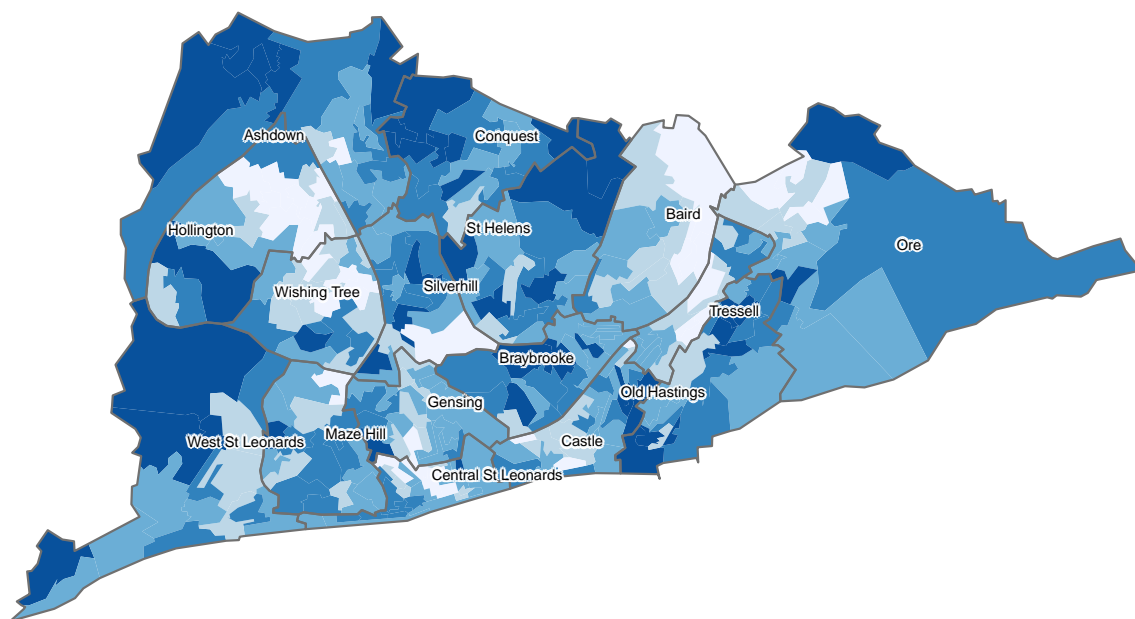 Ashdown
Conquest
Baird
Hollington
St Helens
Ore
Silverhill
Wishing Tree
Tressell
Braybrooke
Old Hastings
Gensing
Maze Hill
West St Leonards
Castle
Central St Leonards